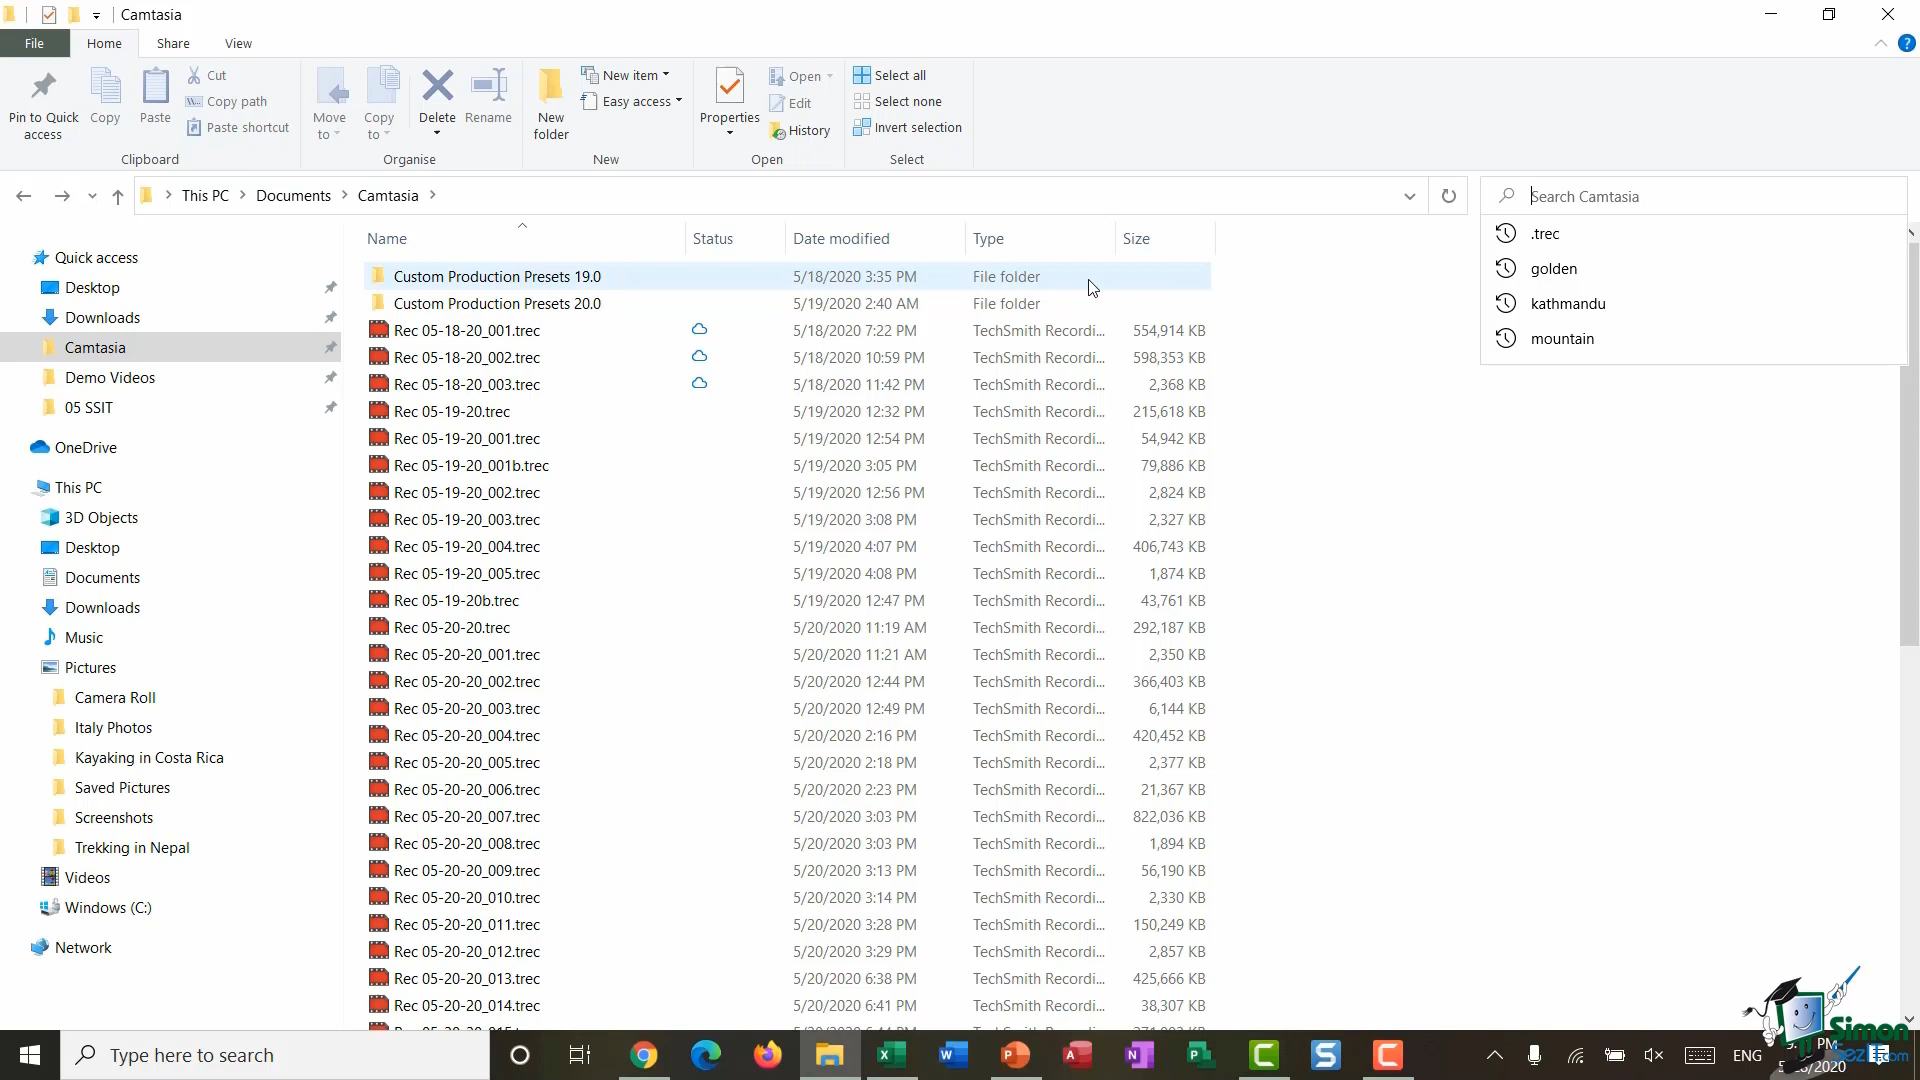 Camtasia
File Home Share View
Pin to Quick access
Copy
Paste
Cut
Copy path
Paste shortcut
Clipboard
Move to
Copy to
Delete
Rename
Organise
New folder
New item
Easy access
New
Properties
Open
Edit
History
Open
Select all
Select none
Invert selection
Select
This PC Documents Camtasia
Search Camtasia
.trec
golden
kathmandu
mountain
Quick access
Desktop
Downloads
Camtasia
Demo Videos
05 SSIT
OneDrive
This PC
3D Objects
Desktop
Documents
Downloads
Music
Pictures
Camera Roll
Italy Photos
Kayaking in Costa Rica
Saved Pictures
Screenshots
Trekking in Nepal
Videos
Windows (C:)
Network
Name Status Date modified Type Size
Custom Production Presets 19.0 5/18/2020 3:35 PM File folder
Custom Production Presets 20.0 5/19/2020 2:40 AM File folder
Rec 05-18-20_001.trec 5/18/2020 7:22 PM TechSmith Recordi... 554,914 KB
Rec 05-18-20_002.trec 5/18/2020 10:59 PM TechSmith Recordi... 598,353 KB
Rec 05-18-20_003.trec 5/18/2020 11:42 PM TechSmith Recordi... 2,368 KB
Rec 05-19-20.trec 5/19/2020 12:32 PM TechSmith Recordi... 215,618 KB
Rec 05-19-20_001.trec 5/19/2020 12:54 PM TechSmith Recordi... 54,942 KB
Rec 05-19-20_001b.trec 5/19/2020 3:05 PM TechSmith Recordi... 79,886 KB
Rec 05-19-20_002.trec 5/19/2020 12:56 PM TechSmith Recordi... 2,824 KB
Rec 05-19-20_003.trec 5/19/2020 3:08 PM TechSmith Recordi... 2,327 KB
Rec 05-19-20_004.trec 5/19/2020 4:07 PM TechSmith Recordi... 406,743 KB
Rec 05-19-20_005.trec 5/19/2020 4:08 PM TechSmith Recordi... 1,874 KB
Rec 05-19-20b.trec 5/19/2020 12:47 PM TechSmith Recordi... 43,761 KB
Rec 05-20-20.trec 5/20/2020 11:19 AM TechSmith Recordi... 292,187 KB
Rec 05-20-20_001.trec 5/20/2020 11:21 AM TechSmith Recordi... 2,350 KB
Rec 05-20-20_002.trec 5/20/2020 12:44 PM TechSmith Recordi... 366,403 KB
Rec 05-20-20_003.trec 5/20/2020 12:49 PM TechSmith Recordi... 6,144 KB
Rec 05-20-20_004.trec 5/20/2020 2:16 PM TechSmith Recordi... 420,452 KB
Rec 05-20-20_005.trec 5/20/2020 2:18 PM TechSmith Recordi... 2,377 KB
Rec 05-20-20_006.trec 5/20/2020 2:23 PM TechSmith Recordi... 21,367 KB
Rec 05-20-20_007.trec 5/20/2020 3:03 PM TechSmith Recordi... 822,036 KB
Rec 05-20-20_008.trec 5/20/2020 3:03 PM TechSmith Recordi... 1,894 KB
Rec 05-20-20_009.trec 5/20/2020 3:13 PM TechSmith Recordi... 56,190 KB
Rec 05-20-20_010.trec 5/20/2020 3:14 PM TechSmith Recordi... 2,330 KB
Rec 05-20-20_011.trec 5/20/2020 3:28 PM TechSmith Recordi... 150,249 KB
Rec 05-20-20_012.trec 5/20/2020 3:29 PM TechSmith Recordi... 2,857 KB
Rec 05-20-20_013.trec 5/20/2020 6:38 PM TechSmith Recordi... 425,666 KB
Rec 05-20-20_014.trec 5/20/2020 6:41 PM TechSmith Recordi... 38,307 KB
Type here to search
ENG
PM
Simon
SezIT.com